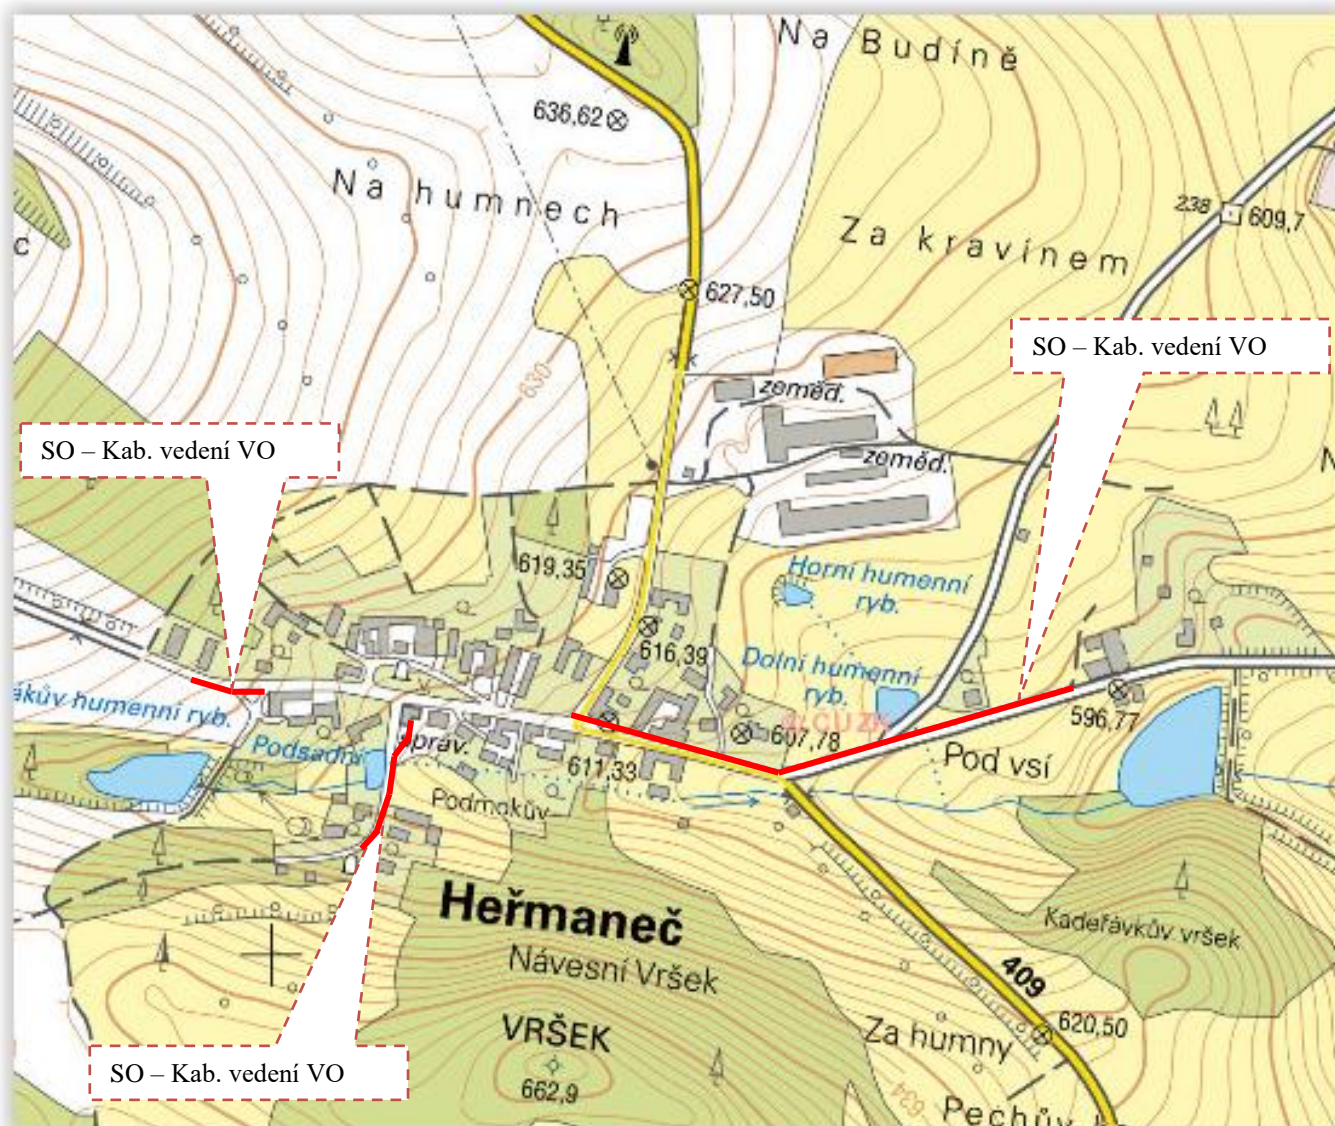 Na Budíně
636,62
Na humnech
238
609,7
Za kravínem
627,50
SO – Kab. vedení VO
630
zeměd.
SO – Kab. vedení VO
zeměd.
619,35
Horní humenní
ryb.
616,39
Dolní humenní
ryb.
ákův humenní ryb.
596,77
607,78
Podsadní
správ.
611,33
Pod vsí
Podmokův
Heřmaneč
Návesní Vršek
Kadeřávkův vršek
409
620,50
Za humny
VRŠEK
662,9
SO – Kab. vedení VO
634
Pechův